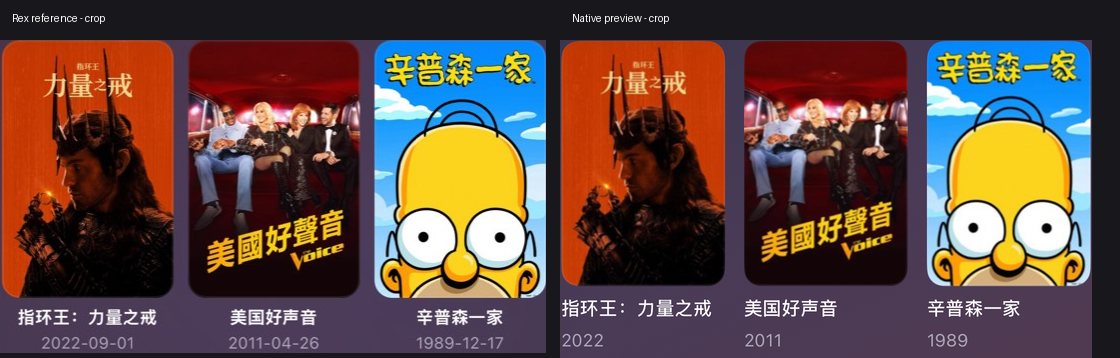 Rex reference - crop
Native preview - crop
指环王
力量之戒
美國好聲音
Voice
辛普森一家
指环王：力量之戒
美国好声音
辛普森一家
2022-09-01
2011-04-26
1989-12-17
指环王
力量之戒
美國好聲音
Voice
辛普森一家
指环王：力量之戒
美国好声音
辛普森一家
2022
2011
1989